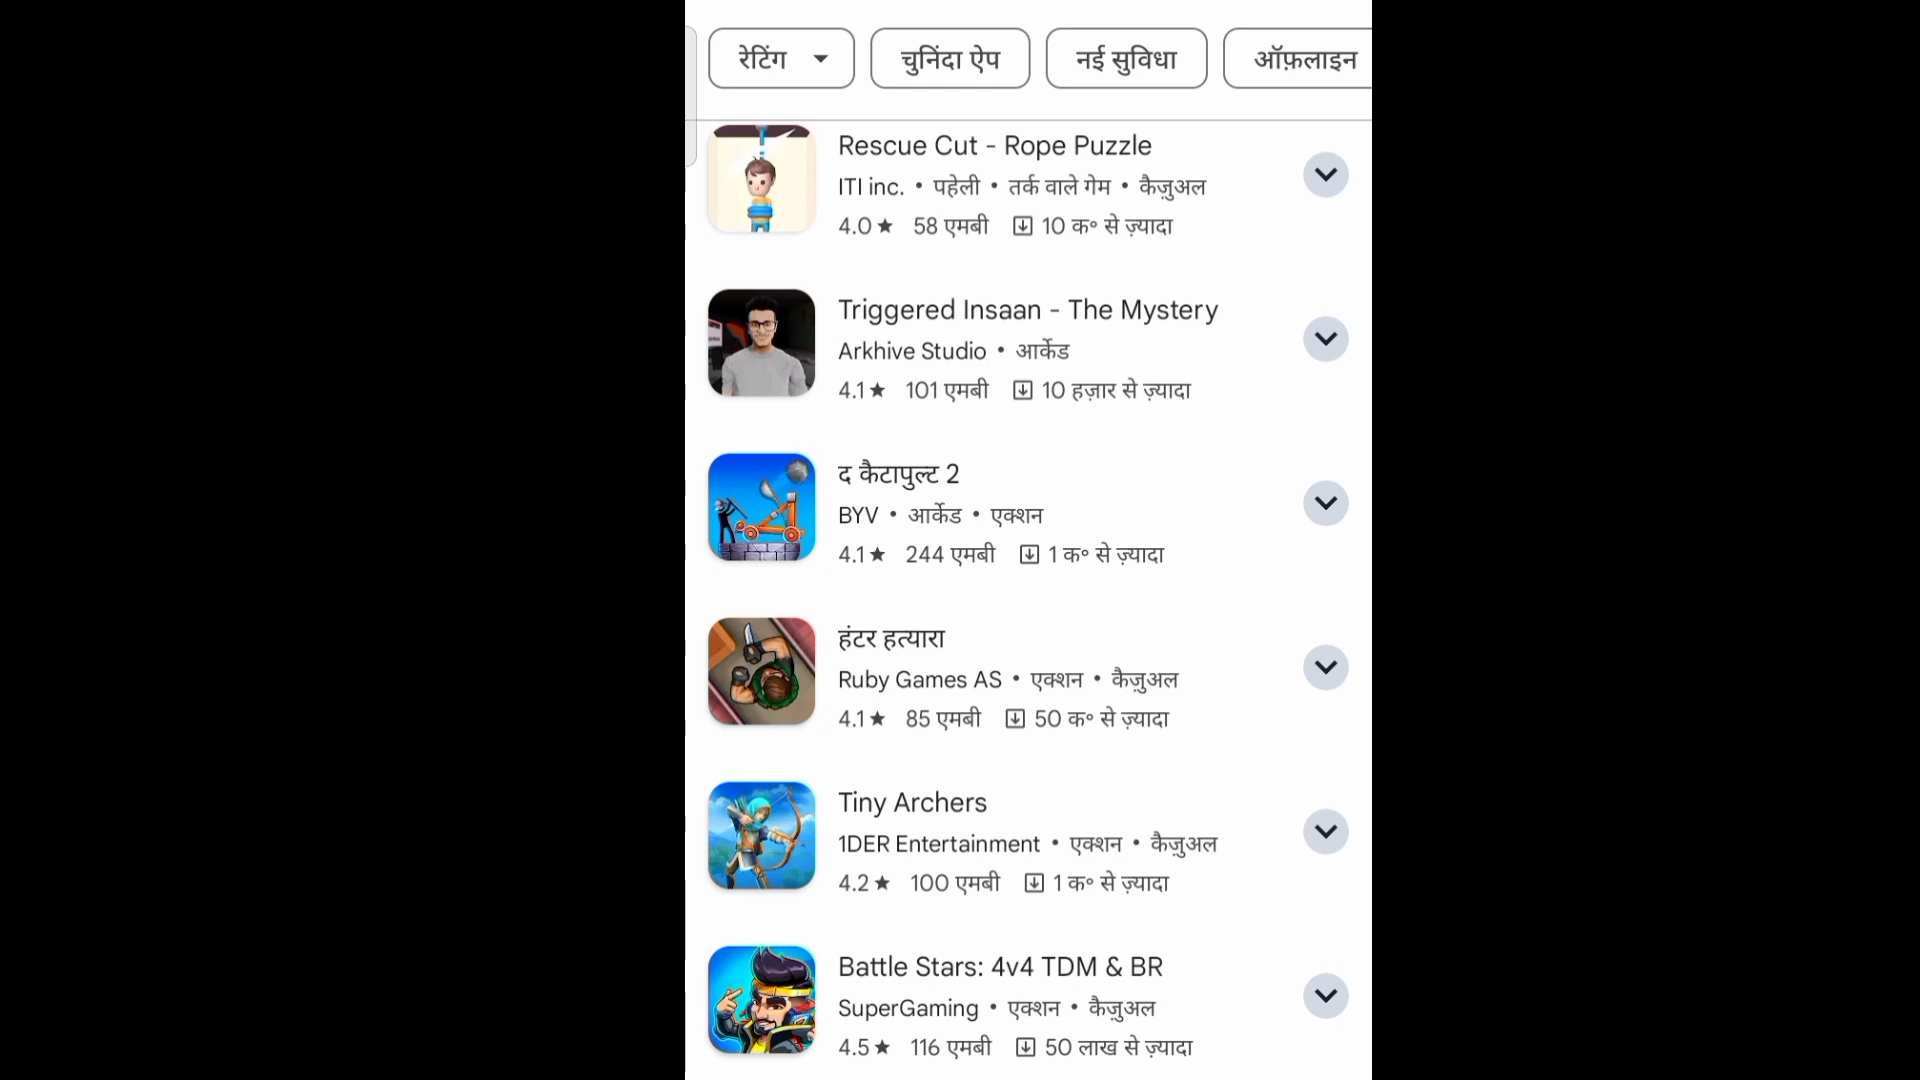 रेटिंग चुनिंदा ऐप नई सुविधा ऑफ़लाइन
Rescue Cut - Rope Puzzle
ITI inc. • पहेली • तर्क वाले गेम • कैज़ुअल
4.0★ 58 एमबी 10 क॰ से ज़्यादा
Triggered Insaan - The Mystery
Arkhive Studio • आर्केड
4.1★ 101 एमबी 10 हज़ार से ज़्यादा
द कैटापुल्ट 2
BYV • आर्केड • एक्शन
4.1★ 244 एमबी 1 क॰ से ज़्यादा
हंटर हत्यारा
Ruby Games AS • एक्शन • कैज़ुअल
4.1★ 85 एमबी 50 क॰ से ज़्यादा
Tiny Archers
1DER Entertainment • एक्शन • कैज़ुअल
4.2★ 100 एमबी 1 क॰ से ज़्यादा
Battle Stars: 4v4 TDM & BR
SuperGaming • एक्शन • कैज़ुअल
4.5★ 116 एमबी 50 लाख से ज़्यादा